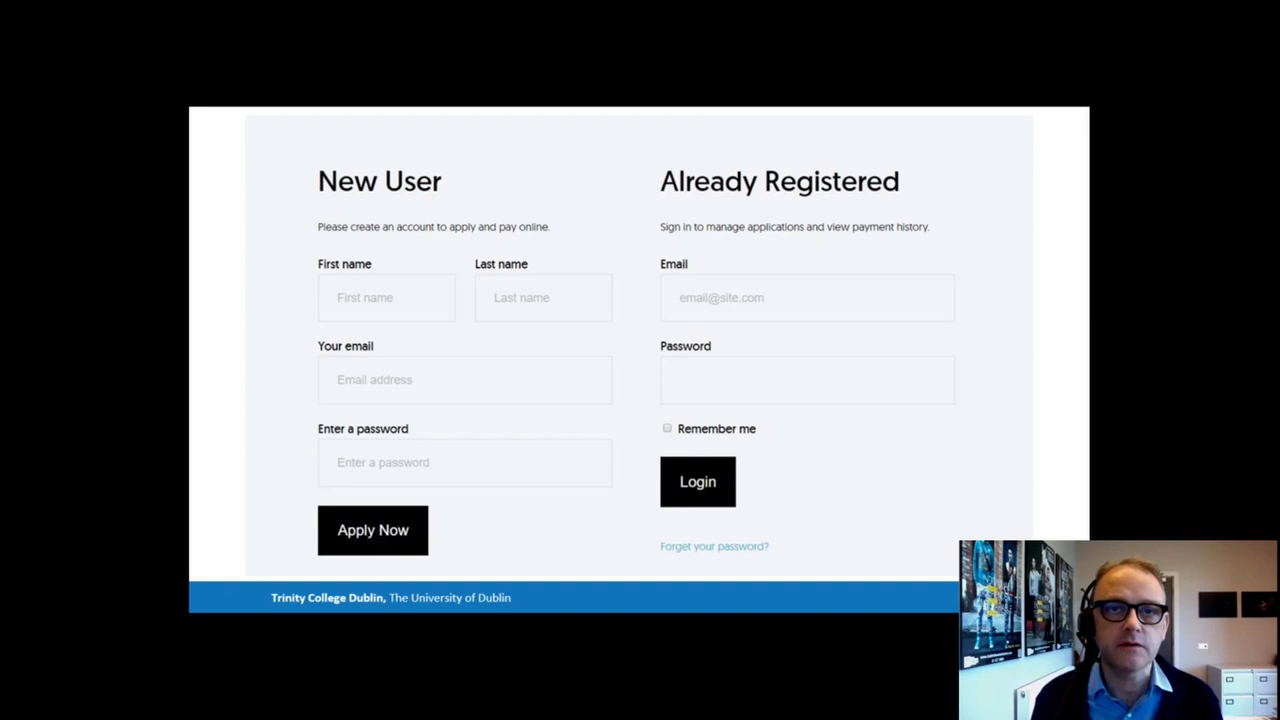 New User
Please create an account to apply and pay online.
First name
Last name
First name
Last name
Your email
Email address
Enter a password
Enter a password
Apply Now
Already Registered
Sign in to manage applications and view payment history.
Email
email@site.com
Password
Remember me
Login
Forget your password?
Trinity College Dublin, The University of Dublin